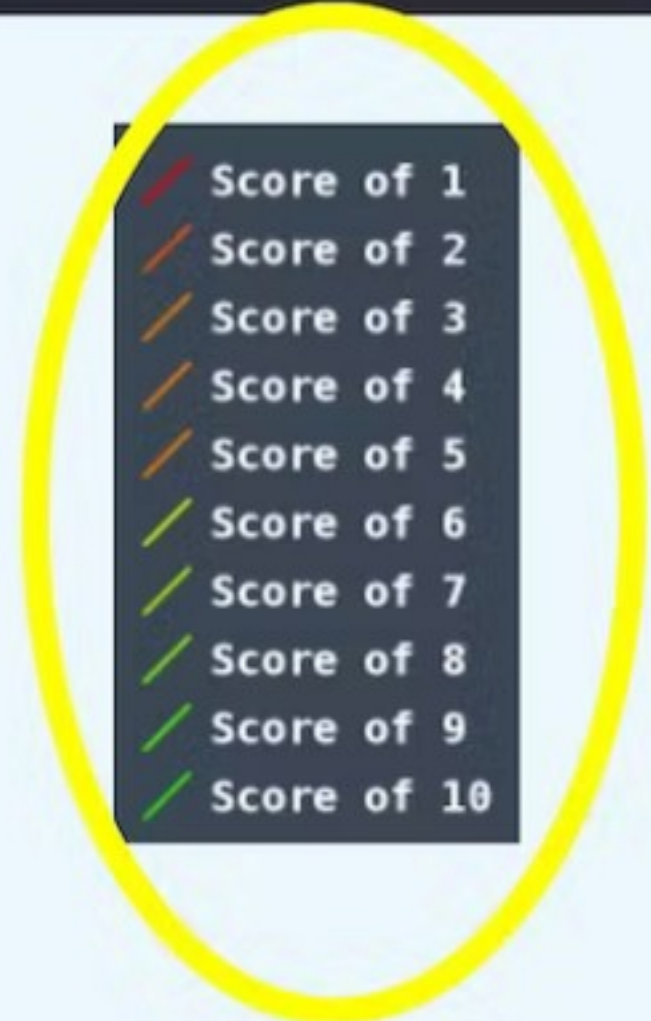 Score of 1
Score of 2
Score of 3
Score of 4
Score of 5
Score of 6
Score of 7
Score of 8
Score of 9
Score of 10